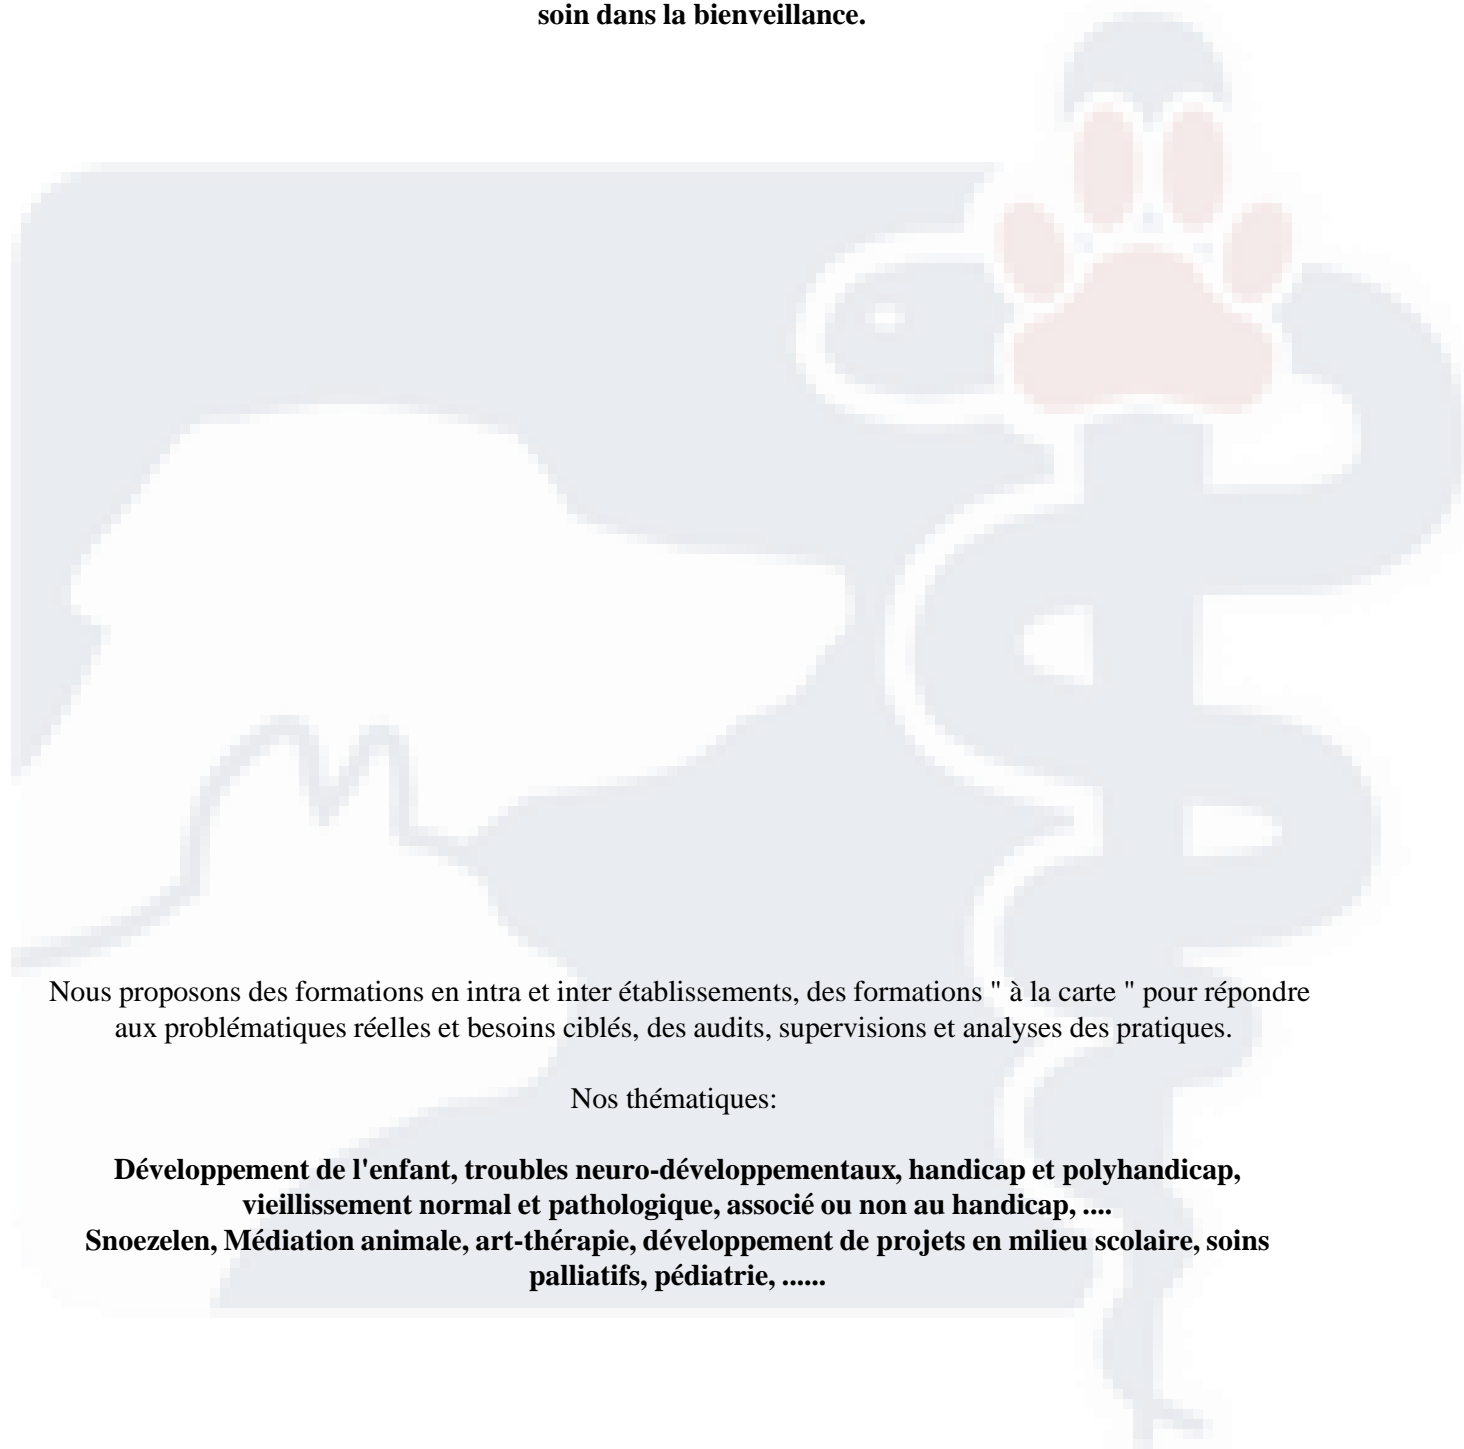 soin dans la bienveillance.
Nous proposons des formations en intra et inter établissements, des formations " à la carte " pour répondre
aux problématiques réelles et besoins ciblés, des audits, supervisions et analyses des pratiques.
Nos thématiques:
Développement de l'enfant, troubles neuro-développementaux, handicap et polyhandicap,
vieillissement normal et pathologique, associé ou non au handicap, ....
Snoezelen, Médiation animale, art-thérapie, développement de projets en milieu scolaire, soins
palliatifs, pédiatrie, ......